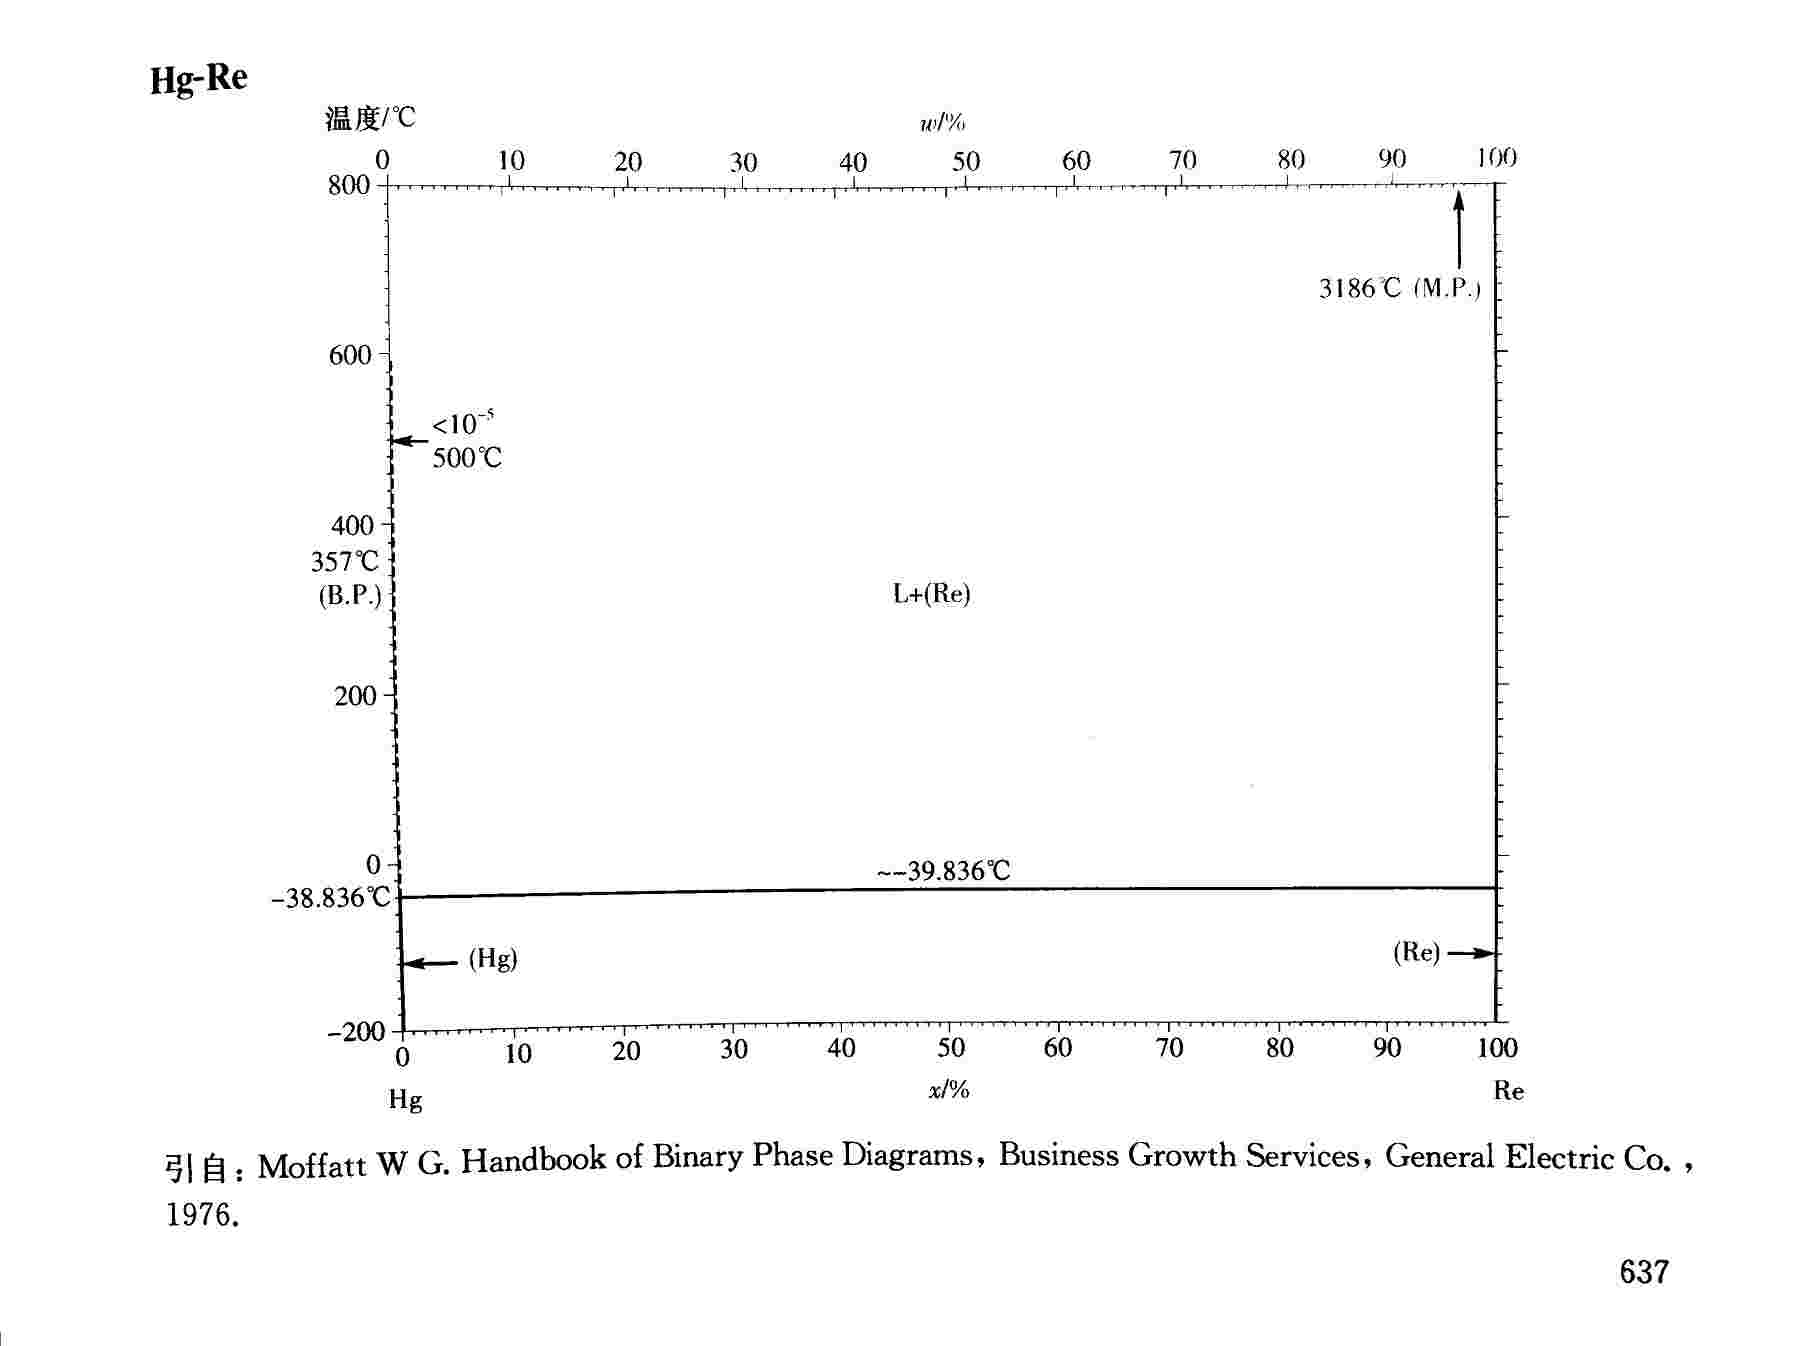 Hg-Re
温度/℃
w/%
0 10 20 30 40 50 60 70 80 90 100
800
3186℃ (M.P.)
600
<10⁻⁵
500℃
400
357℃
(B.P.)
L+(Re)
200
0
~-39.836℃
-38.836℃
(Hg)
(Re)
-200
0 10 20 30 40 50 60 70 80 90 100
Hg
x/%
Re
引自：Moffatt W G. Handbook of Binary Phase Diagrams, Business Growth Services, General Electric Co. ,
1976.
637